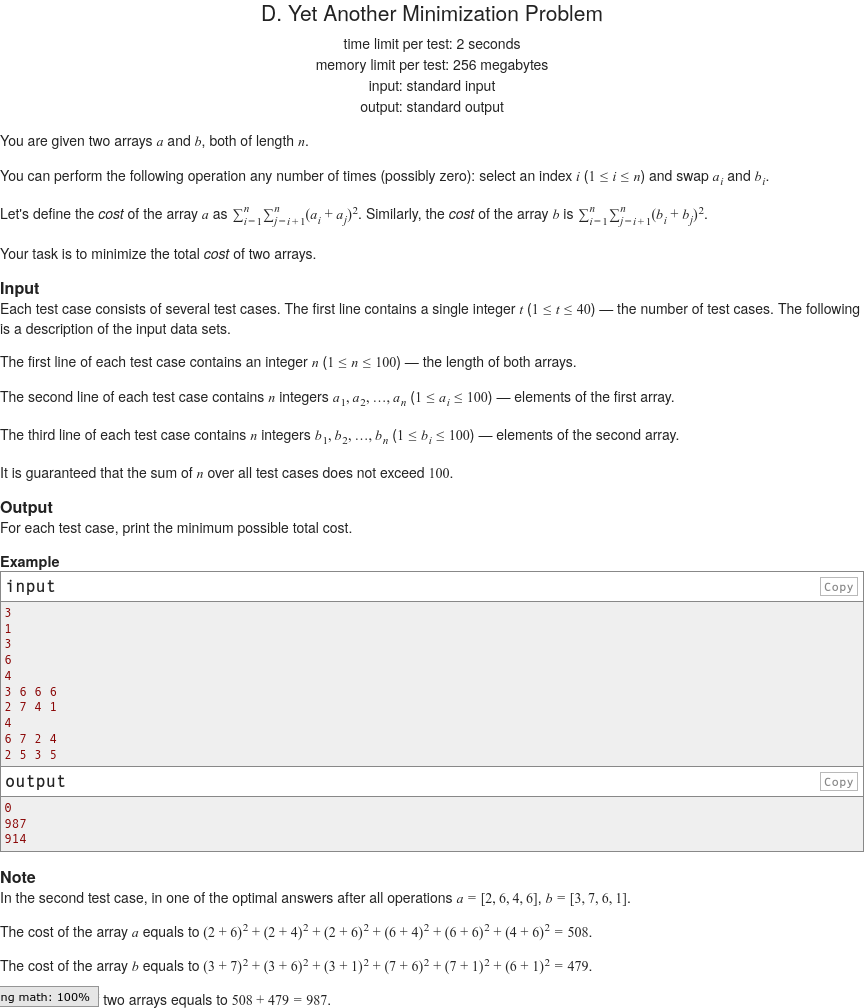 D. Yet Another Minimization Problem
time limit per test: 2 seconds
memory limit per test: 256 megabytes
input: standard input
output: standard output
You are given two arrays a and b, both of length n.
You can perform the following operation any number of times (possibly zero): select an index i (1 ≤ i ≤ n) and swap a_i and b_i.
Let's define the cost of the array a as ∑_{i=1}^{n} ∑_{j=i+1}^{n} (a_i + a_j)^2. Similarly, the cost of the array b is ∑_{i=1}^{n} ∑_{j=i+1}^{n} (b_i + b_j)^2.
Your task is to minimize the total cost of two arrays.
Input
Each test case consists of several test cases. The first line contains a single integer t (1 ≤ t ≤ 40) — the number of test cases. The following
is a description of the input data sets.
The first line of each test case contains an integer n (1 ≤ n ≤ 100) — the length of both arrays.
The second line of each test case contains n integers a_1, a_2, …, a_n (1 ≤ a_i ≤ 100) — elements of the first array.
The third line of each test case contains n integers b_1, b_2, …, b_n (1 ≤ b_i ≤ 100) — elements of the second array.
It is guaranteed that the sum of n over all test cases does not exceed 100.
Output
For each test case, print the minimum possible total cost.
Example
input Copy
3
1
3
6
4
3 6 6 6
2 7 4 1
4
6 7 2 4
2 5 3 5
output Copy
0
987
914
Note
In the second test case, in one of the optimal answers after all operations a = [2, 6, 4, 6], b = [3, 7, 6, 1].
The cost of the array a equals to (2 + 6)^2 + (2 + 4)^2 + (2 + 6)^2 + (6 + 4)^2 + (6 + 6)^2 + (4 + 6)^2 = 508.
The cost of the array b equals to (3 + 7)^2 + (3 + 6)^2 + (3 + 1)^2 + (7 + 6)^2 + (7 + 1)^2 + (6 + 1)^2 = 479.
ng math: 100% two arrays equals to 508 + 479 = 987.